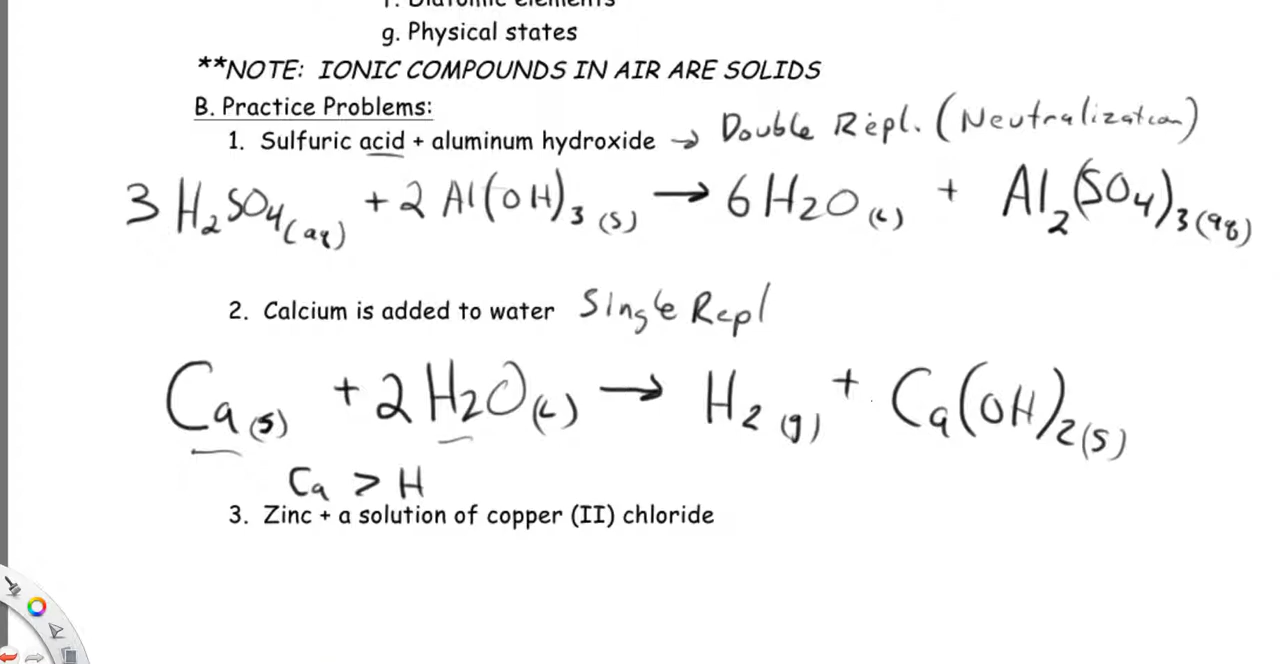 f. Diatomic elements
g. Physical states
**NOTE: IONIC COMPOUNDS IN AIR ARE SOLIDS
B. Practice Problems:
1. Sulfuric acid + aluminum hydroxide → Double Repl. (Neutralization)
3 H₂SO₄(aq) + 2 Al(OH)₃(s) → 6 H₂O(L) + Al₂(SO₄)₃(aq)
2. Calcium is added to water Single Repl
Ca(s) + 2 H₂O(L) → H₂(g) + Ca(OH)₂(s)
Ca > H
3. Zinc + a solution of copper (II) chloride